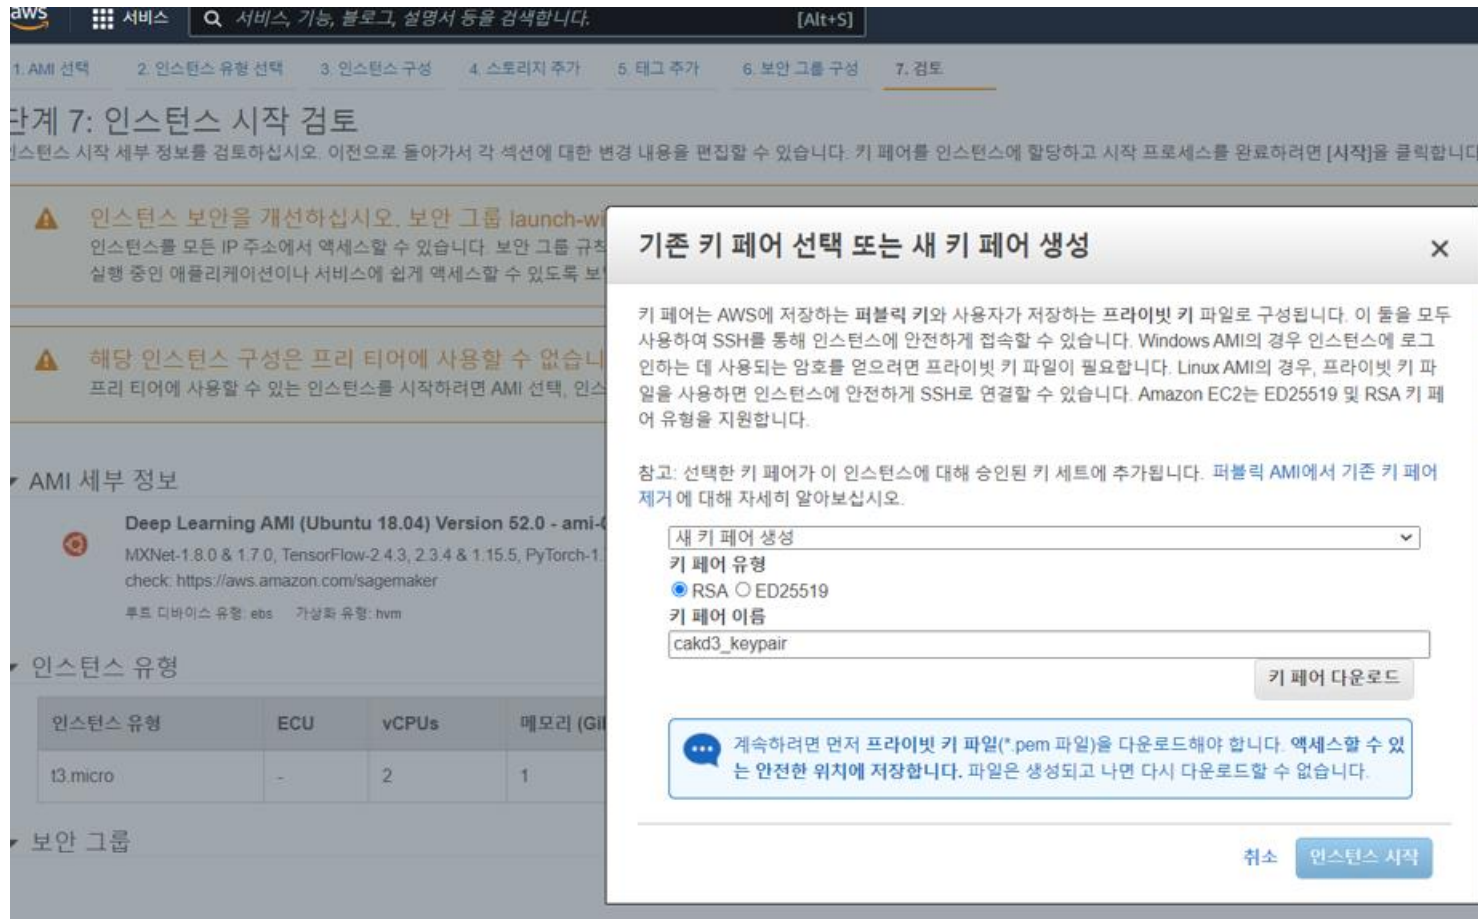 aws
서비스
서비스, 기능, 블로그, 설명서 등을 검색합니다.
[Alt+S]
1. AMI 선택
2. 인스턴스 유형 선택
3. 인스턴스 구성
4. 스토리지 추가
5. 태그 추가
6. 보안 그룹 구성
7. 검토
단계 7: 인스턴스 시작 검토
인스턴스 시작 세부 정보를 검토하십시오. 이전으로 돌아가서 각 섹션에 대한 변경 내용을 편집할 수 있습니다. 키 페어를 인스턴스에 할당하고 시작 프로세스를 완료하려면 [시작]을 클릭합니다
인스턴스 보안을 개선하십시오. 보안 그룹 launch-wi
인스턴스를 모든 IP 주소에서 액세스할 수 있습니다. 보안 그룹 규칙
실행 중인 애플리케이션이나 서비스에 쉽게 액세스할 수 있도록 보
해당 인스턴스 구성은 프리 티어에 사용할 수 없습니
프리 티어에 사용할 수 있는 인스턴스를 시작하려면 AMI 선택, 인스
AMI 세부 정보
Deep Learning AMI (Ubuntu 18.04) Version 52.0 - ami-0
MXNet-1.8.0 & 1.7.0, TensorFlow-2.4.3, 2.3.4 & 1.15.5, PyTorch-1.
check: https://aws.amazon.com/sagemaker
루트 디바이스 유형: ebs 가상화 유형: hvm
인스턴스 유형
인스턴스 유형 ECU vCPUs 메모리 (GiB
t3.micro - 2 1
보안 그룹
기존 키 페어 선택 또는 새 키 페어 생성
키 페어는 AWS에 저장하는 퍼블릭 키와 사용자가 저장하는 프라이빗 키 파일로 구성됩니다. 이 둘을 모두
사용하여 SSH를 통해 인스턴스에 안전하게 접속할 수 있습니다. Windows AMI의 경우 인스턴스에 로그
인하는 데 사용되는 암호를 얻으려면 프라이빗 키 파일이 필요합니다. Linux AMI의 경우, 프라이빗 키 파
일을 사용하면 인스턴스에 안전하게 SSH로 연결할 수 있습니다. Amazon EC2는 ED25519 및 RSA 키 페
어 유형을 지원합니다.
참고: 선택한 키 페어가 이 인스턴스에 대해 승인된 키 세트에 추가됩니다. 퍼블릭 AMI에서 기존 키 페어
제거 에 대해 자세히 알아보십시오.
새 키 페어 생성
키 페어 유형
RSA ED25519
키 페어 이름
cakd3_keypair
키 페어 다운로드
계속하려면 먼저 프라이빗 키 파일(*.pem 파일)을 다운로드해야 합니다. 액세스할 수 있
는 안전한 위치에 저장합니다. 파일은 생성되고 나면 다시 다운로드할 수 없습니다.
취소
인스턴스 시작